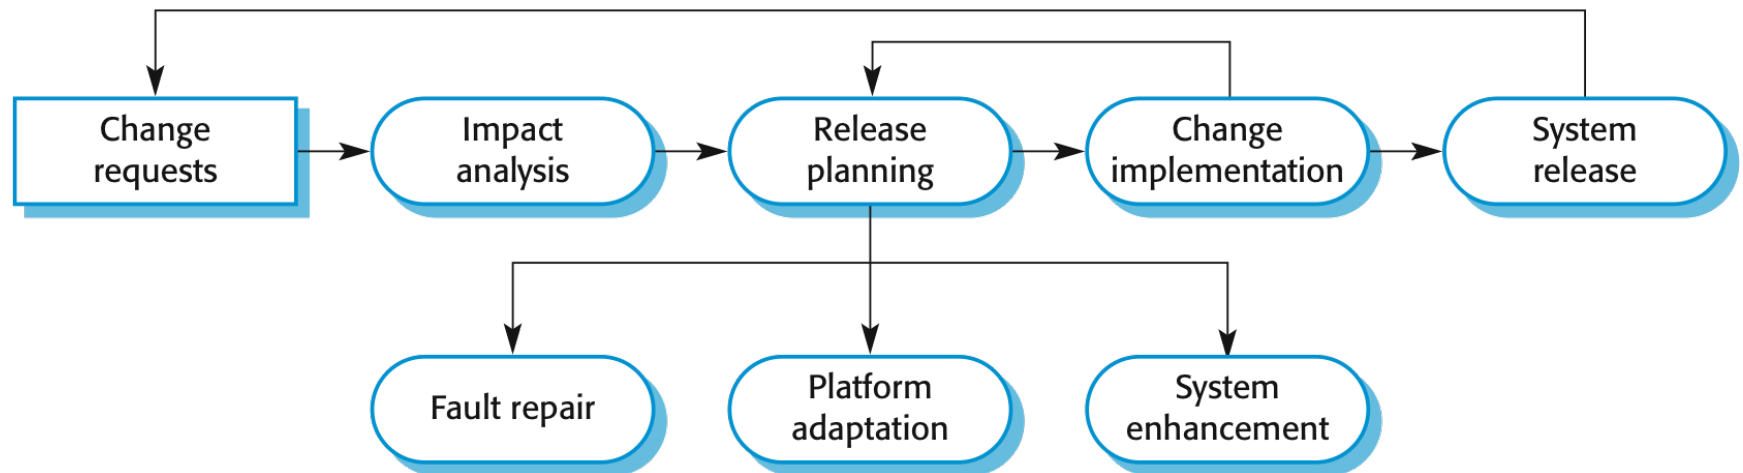 Change
requests
Impact
analysis
Release
planning
Change
implementation
System
release
Fault repair
Platform
adaptation
System
enhancement